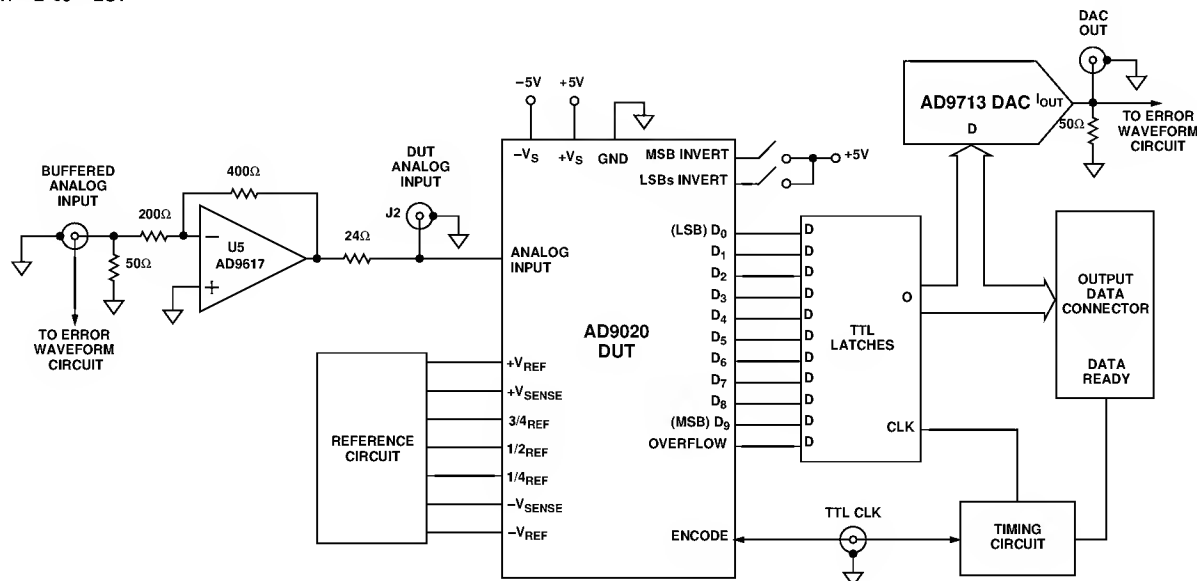 DAC
OUT
AD9713 DAC
IOUT
D
50Ω
TO ERROR
WAVEFORM
CIRCUIT
–5V
+5V
–VS
+VS
GND
MSB INVERT
LSBs INVERT
+5V
BUFFERED
ANALOG
INPUT
400Ω
200Ω
50Ω
–
+
U5
AD9617
24Ω
DUT
ANALOG
INPUT
J2
TO ERROR
WAVEFORM
CIRCUIT
ANALOG
INPUT
AD9020
DUT
(LSB) D0
D1
D2
D3
D4
D5
D6
D7
D8
(MSB) D9
OVERFLOW
D
D
D
D
D
D
D
D
D
D
D
O
TTL
LATCHES
CLK
OUTPUT
DATA
CONNECTOR
DATA
READY
REFERENCE
CIRCUIT
+VREF
+VSENSE
3/4REF
1/2REF
1/4REF
–VSENSE
–VREF
ENCODE
TTL CLK
TIMING
CIRCUIT